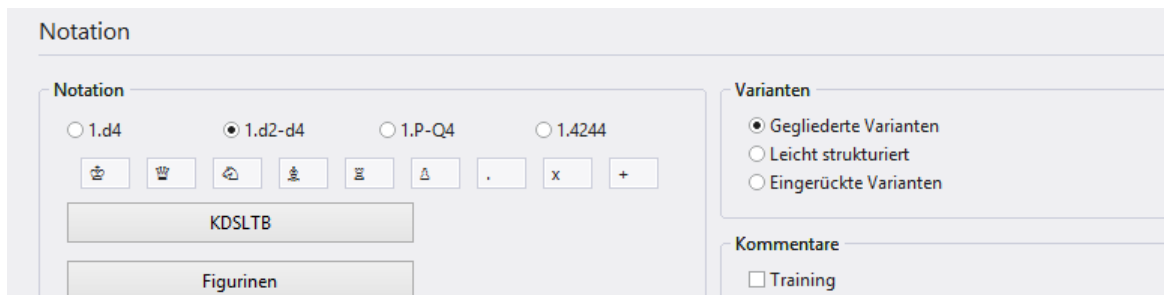 Notation
Notation
1.d4 1.d2-d4 1.P-Q4 1.4244
♔ ♕ ♘ ♗ ♖ ♙ . x +
KDSLTB
Figurinen
Varianten
Gegliederte Varianten
Leicht strukturiert
Eingerückte Varianten
Kommentare
Training